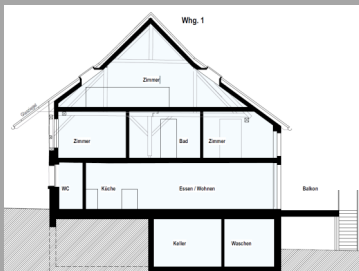 Whg. 1
Zimmer
Zimmer
Bad
Zimmer
WC
Küche
Essen / Wohnen
Balkon
Keller
Waschen